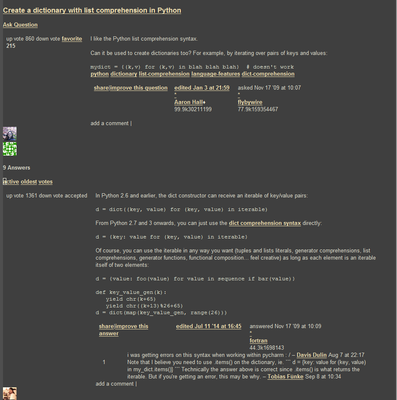 Create a dictionary with list comprehension in Python
Ask Question
up vote 860 down vote favorite
215
I like the Python list comprehension syntax.
Can it be used to create dictionaries too? For example, by iterating over pairs of keys and values:
mydict = {(k,v) for (k,v) in blah blah blah}  # doesn't work
python dictionary list-comprehension language-features dict-comprehension
share|improve this question
edited Jan 3 at 21:59
asked Nov 17 '09 at 10:07
Aaron Hall♦
99.9k30211199
flybywire
77.9k159354467
add a comment |
9 Answers
active oldest votes
up vote 1361 down vote accepted
In Python 2.6 and earlier, the dict constructor can receive an iterable of key/value pairs:
d = dict((key, value) for (key, value) in iterable)
From Python 2.7 and 3 onwards, you can just use the dict comprehension syntax directly:
d = {key: value for (key, value) in iterable}
Of course, you can use the iterable in any way you want (tuples and lists literals, generator comprehensions, list
comprehensions, generator functions, functional composition... feel creative) as long as each element is an iterable
itself of two elements:
d = {value: foo(value) for value in sequence if bar(value)}
def key_value_gen(k):
yield chr(k+65)
yield chr((k+13)%26+65)
d = dict(map(key_value_gen, range(26)))
share|improve this
answer
edited Jul 11 '14 at 16:45
answered Nov 17 '09 at 10:09
fortran
44.3k1698143
i was getting errors on this syntax when working within pycharm : / – Davis Dulin Aug 7 at 22:17
1
Note that I believe you need to use .items() on the dictionary, ie. ``` d = {key: value for (key, value)
in my_dict.items()} ``` Technically the answer above is correct since .items() is what returns the
iterable. But if you're getting an error, this may be why. – Tobias Funke Sep 8 at 10:34
add a comment |